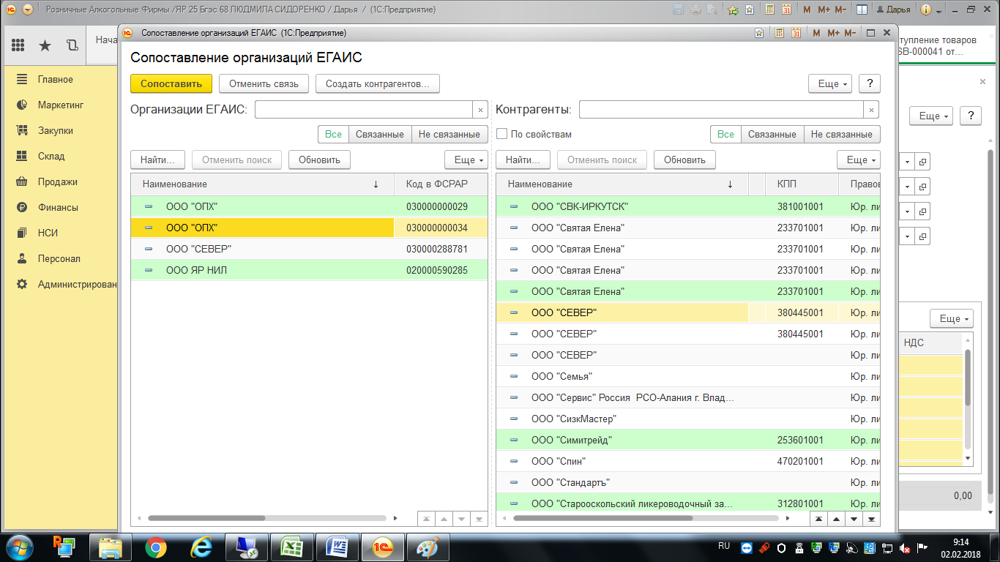 Розничные Алкогольные Фирмы /ЯР 25 Бгэс 68 ЛЮДМИЛА СИДОРЕНКО / Дарья / (1С:Предприятие)
M M+ M- Дарья
Нача
Сопоставление организаций ЕГАИС (1С:Предприятие)
M M+ M-
тупление товаров
SB-000041 от...
Главное
Маркетинг
Закупки
Склад
Продажи
Финансы
НСИ
Персонал
Администрирован
Сопоставление организаций ЕГАИС
Сопоставить Отменить связь Создать контрагентов... Еще ?
Организации ЕГАИС: Контрагенты:
Еще ?
Все Связанные Не связанные По свойствам Все Связанные Не связанные
Найти... Отменить поиск Обновить Еще Найти... Отменить поиск Обновить Еще
Наименование Код в ФСРАР Наименование КПП Правов
ООО "ОПХ" 030000000029 ООО "СВК-ИРКУТСК" 381001001 Юр. ли
ООО "ОПХ" 030000000034 ООО "Святая Елена" 233701001 Юр. ли
ООО "СЕВЕР" 030000288781 ООО "Святая Елена" 233701001 Юр. ли
ООО ЯР НИЛ 020000590285 ООО "Святая Елена" 233701001 Юр. ли
ООО "Святая Елена" 233701001 Юр. ли
ООО "СЕВЕР" 380445001 Юр. ли
ООО "СЕВЕР" 380445001 Юр. ли
ООО "СЕВЕР" Юр. ли
ООО "Семья" Юр. ли
ООО "Сервис" Россия РСО-Алания г. Влад... Юр. ли
ООО "СизкМастер" Юр. ли
ООО "Симитрейд" 253601001 Юр. ли
ООО "Спин" 470201001 Юр. ли
ООО "Стандартъ" Юр. ли
ООО "Старооскольский ликероводочный за... 312801001 Юр. ли
Еще
НДС
0,00
RU
9:14
02.02.2018